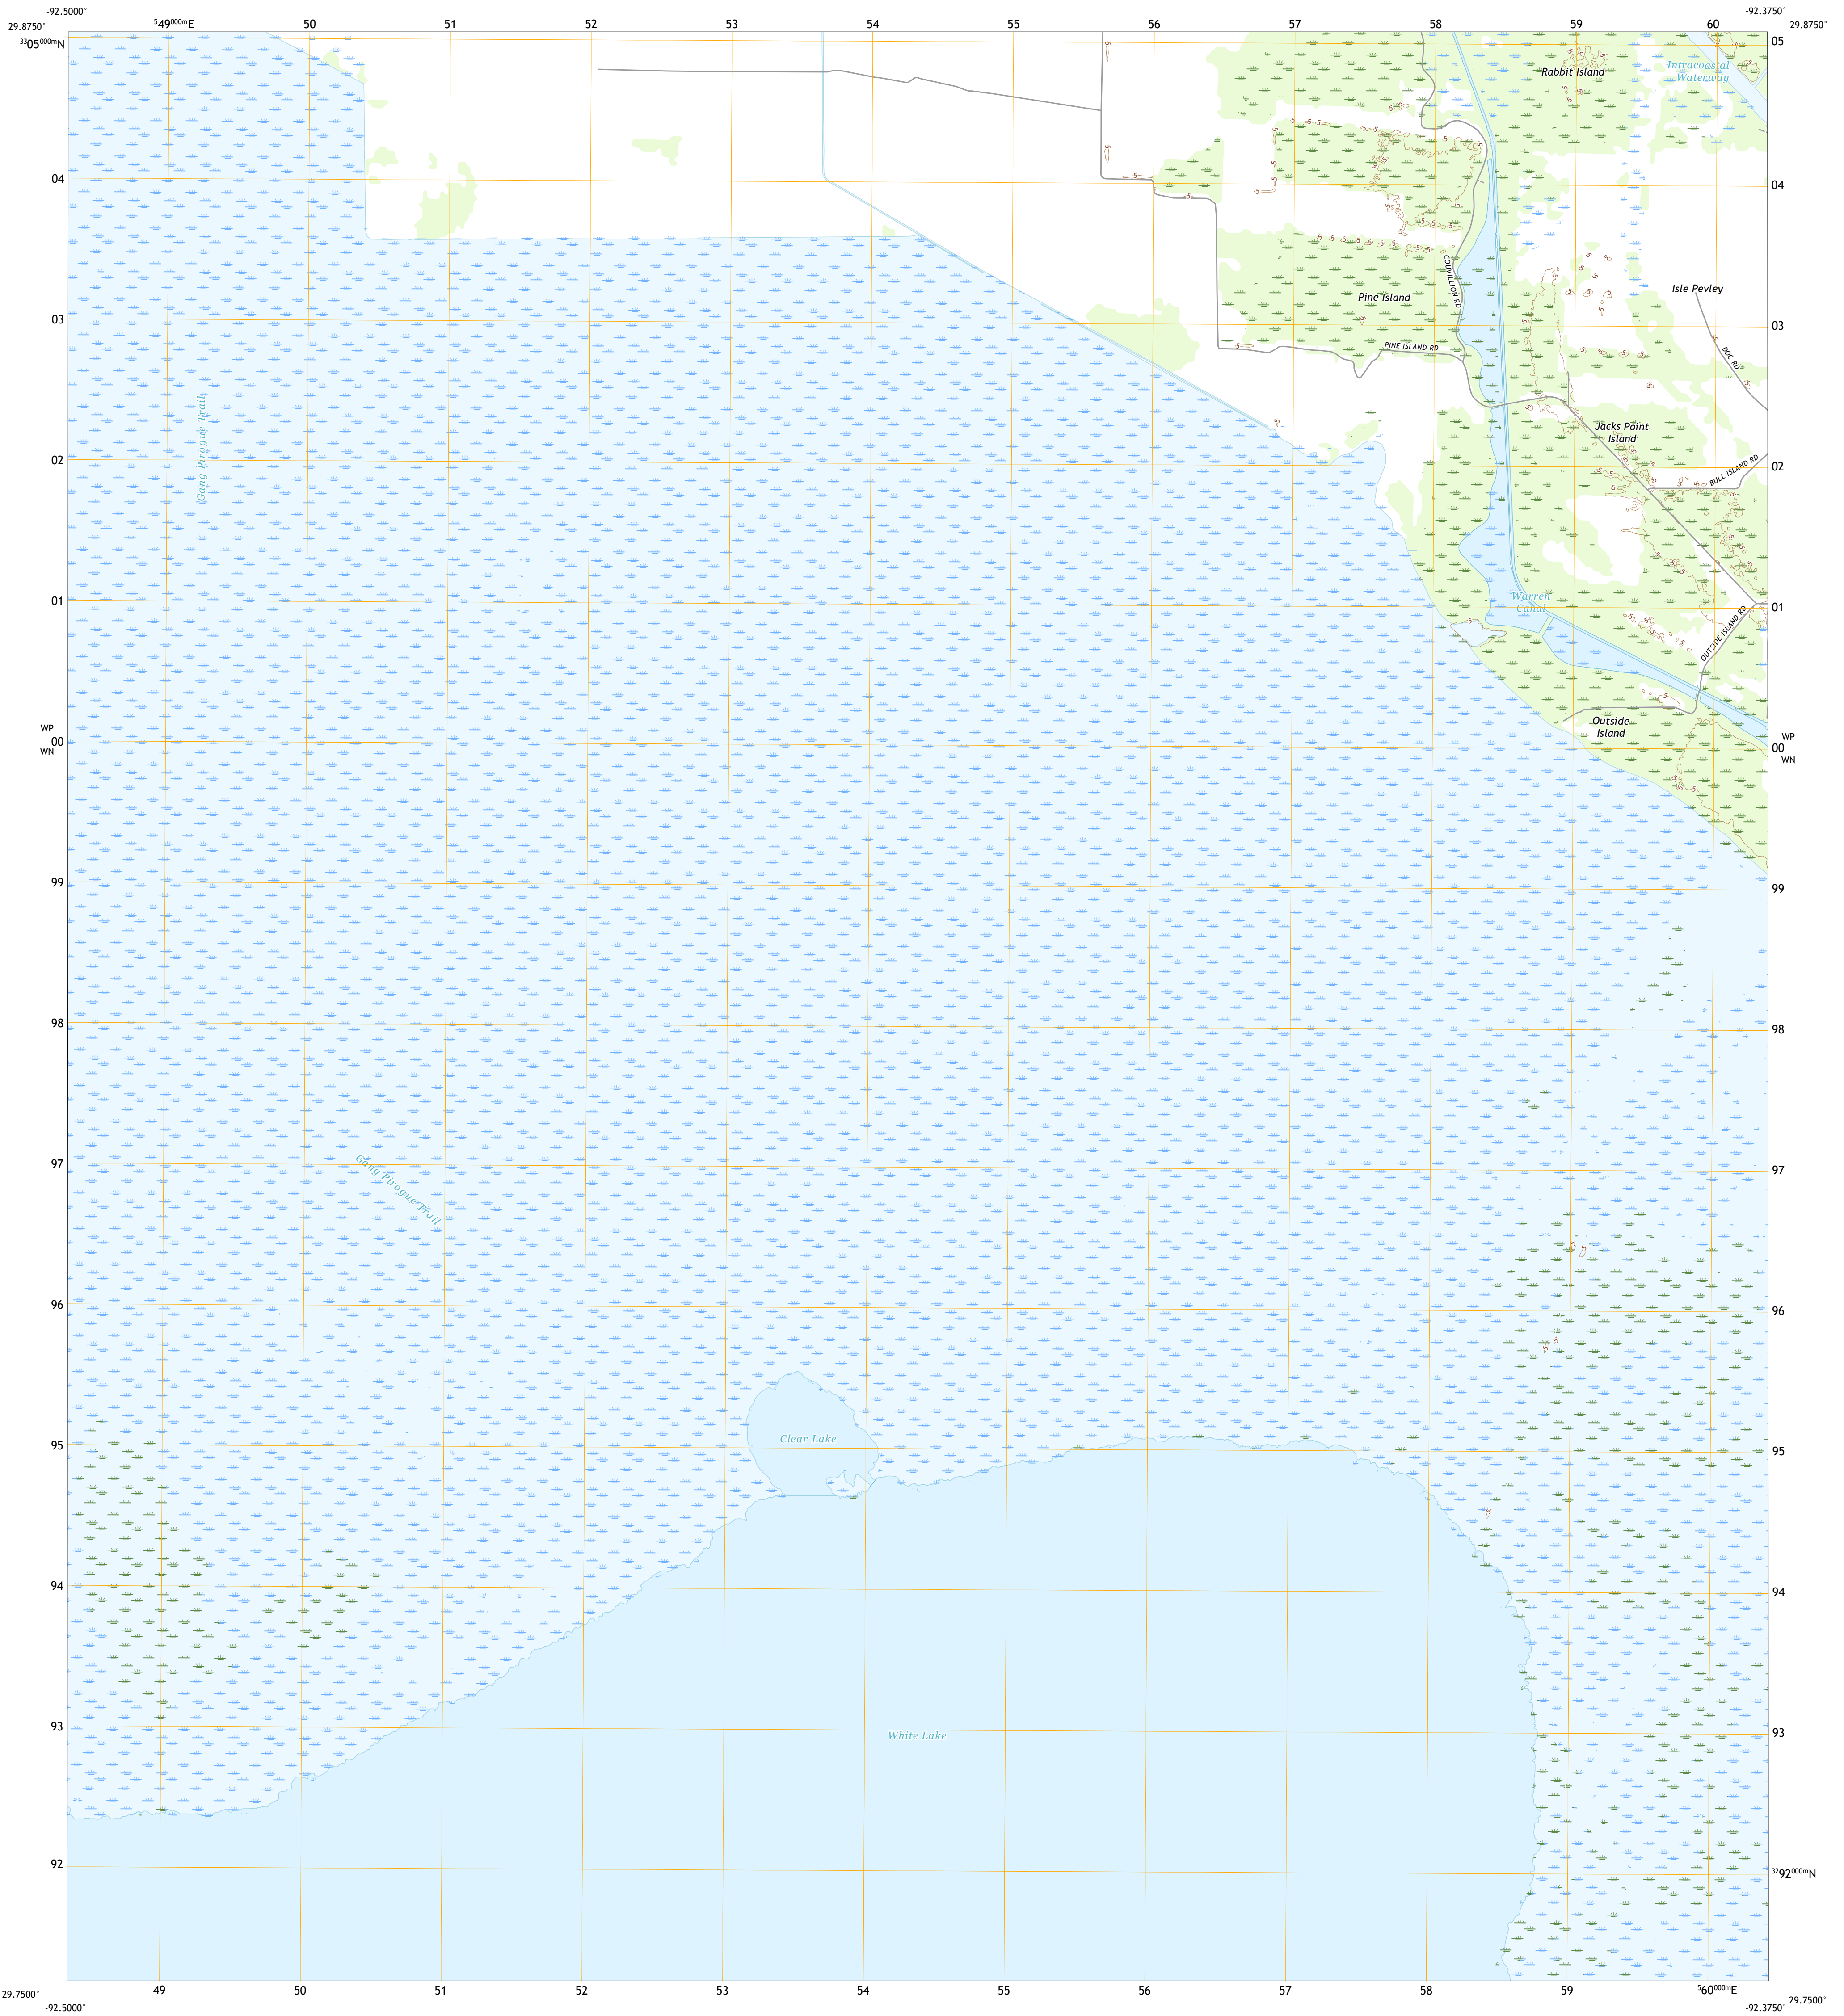 -92.5000°
-92.3750°
29.8750°
29.8750°
⁵49⁰⁰⁰ᵐE
50
51
52
53
54
55
56
57
58
59
60
³³05⁰⁰⁰ᵐN
05
Rabbit Island
Intracoastal
Waterway
04
04
COUVILLION RD
Isle Pevley
Pine Island
03
03
PINE ISLAND RD
DOC RD
Gang Pirogue Trail
Jacks Point
Island
02
02
BULL ISLAND RD
01
01
Warren
Canal
OUTSIDE ISLAND RD
Outside
Island
WP
WN
00
WP
WN
00
99
99
98
98
97
97
Gang Pirogue Trail
96
96
Clear Lake
95
95
94
94
93
93
White Lake
92
³²92⁰⁰⁰ᵐN
49
50
51
52
53
54
55
56
57
58
59
⁵60⁰⁰⁰ᵐE
29.7500°
29.7500°
-92.5000°
-92.3750°